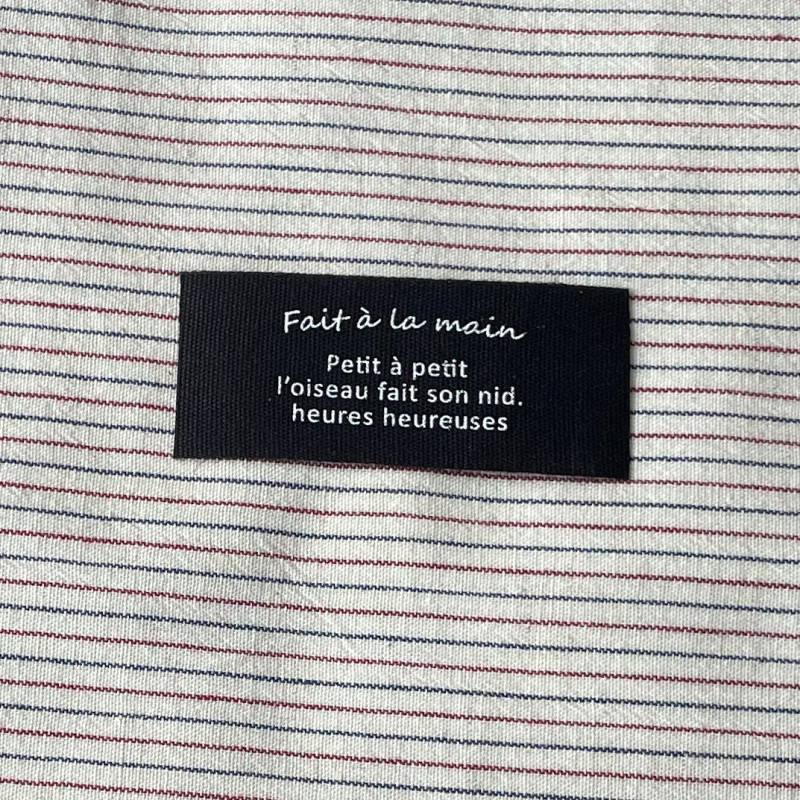 Fait à la main
Petit à petit
l'oiseau fait son nid.
heures heureuses